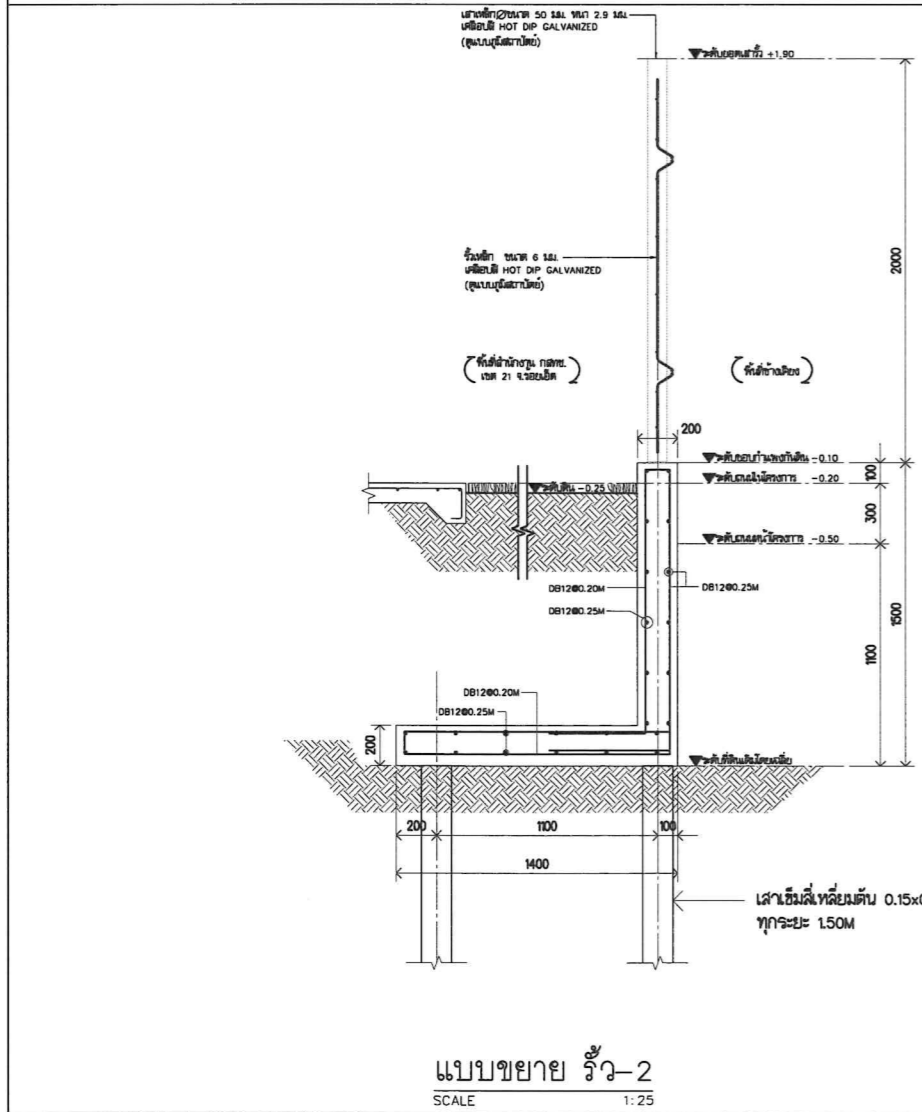 เสาเหล็กØขนาด 50 มม. หนา 2.9 มม.
เคลือบสี HOT DIP GALVANIZED
(ดูแบบภูมิสถาปัตย์)
ระดับยอดเสารั้ว +1.90
2000
รั้วเหล็ก ขนาด 6 มม.
เคลือบสี HOT DIP GALVANIZED
(ดูแบบภูมิสถาปัตย์)
(พื้นที่สำนักงาน กสทช.
เขต 21 จ.รอยเอ็ด)
(พื้นที่ข้างเคียง)
200
ระดับขอบกำแพงกันดิน -0.10
100
ระดับถนนในโครงการ -0.20
ระดับดิน -0.25
300
ระดับถนนหน้าโครงการ -0.50
DB12@0.20M
DB12@0.25M
DB12@0.25M
1500
1100
DB12@0.20M
DB12@0.25M
200
ระดับที่ดินเดิมโดยเฉลี่ย
200
1100
100
1400
เสาเข็มสี่เหลี่ยมตัน 0.15x
ทุกระยะ 1.50M
แบบขยาย รั้ว-2
SCALE 1:25